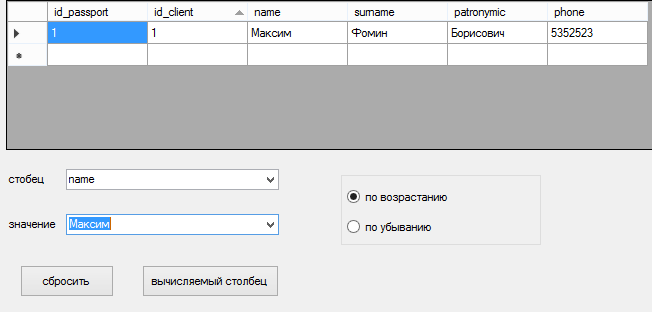 id_passport id_client name surname patronymic phone
1 1 Максим Фомин Борисович 5352523
стобец name
по возрастанию
значение Максим
по убыванию
сбросить вычисляемый столбец